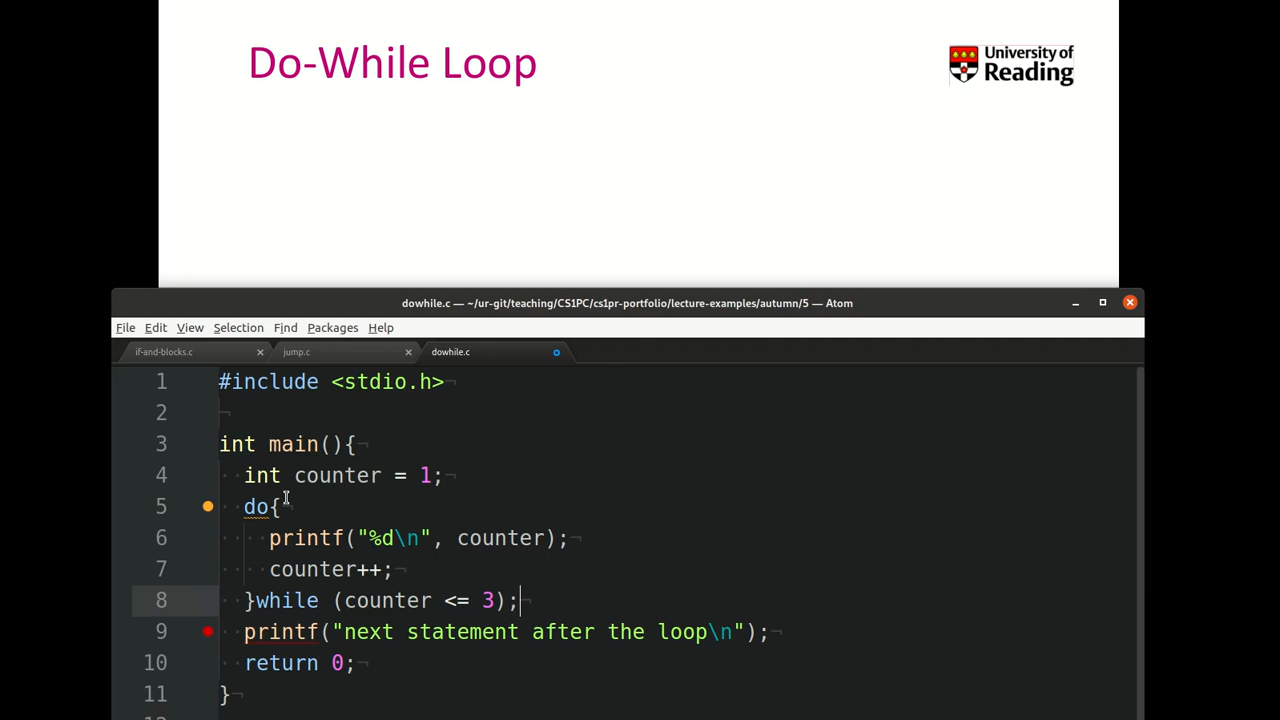 Do-While Loop
University of
Reading
dowhile.c — ~/ur-git/teaching/CS1PC/cs1pr-portfolio/lecture-examples/autumn/5 — Atom
File Edit View Selection Find Packages Help
if-and-blocks.c jump.c dowhile.c
1 #include <stdio.h>
2
3 int main(){
4 int counter = 1;
5 do{
6 printf("%d\n", counter);
7 counter++;
8 }while (counter <= 3);
9 printf("next statement after the loop\n");
10 return 0;
11 }